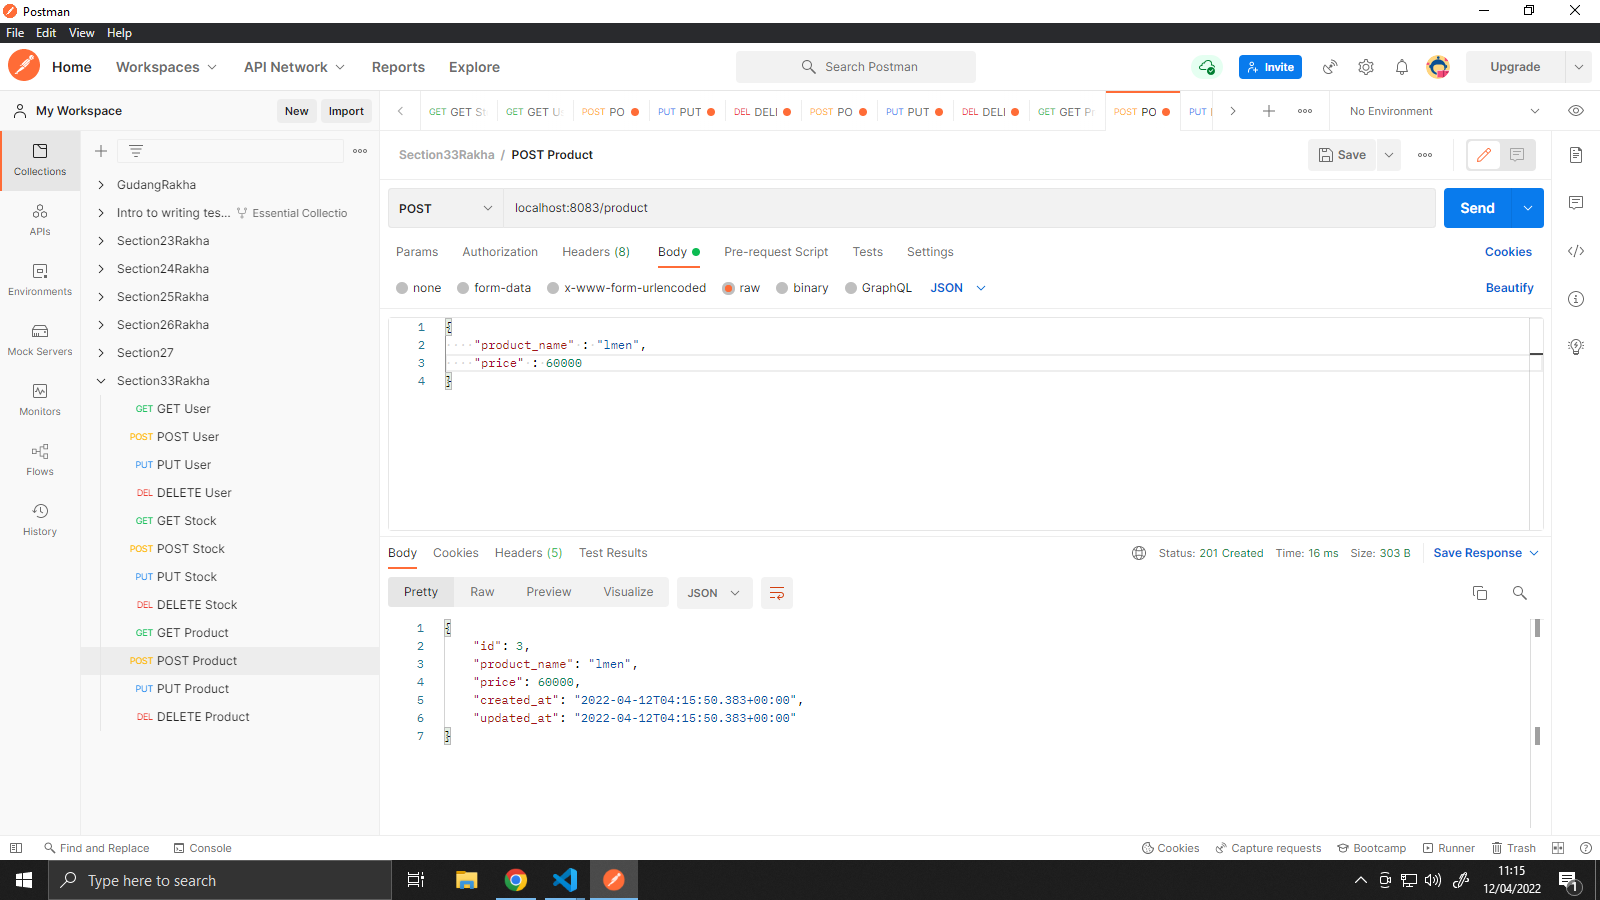 Postman
File Edit View Help
Home Workspaces API Network Reports Explore Search Postman Invite Upgrade
My Workspace New Import GET GET St GET GET Us POST PO PUT PUT DEL DELI POST PO PUT PUT DEL DELI GET GET Pr POST PO PUT No Environment
Collections
APIs
Environments
Mock Servers
Monitors
Flows
History
GudangRakha
Intro to writing tes... Essential Collectio
Section23Rakha
Section24Rakha
Section25Rakha
Section26Rakha
Section27
Section33Rakha
GET GET User
POST POST User
PUT PUT User
DEL DELETE User
GET GET Stock
POST POST Stock
PUT PUT Stock
DEL DELETE Stock
GET GET Product
POST POST Product
PUT PUT Product
DEL DELETE Product
Section33Rakha / POST Product Save
POST localhost:8083/product Send
Params Authorization Headers (8) Body Pre-request Script Tests Settings Cookies
none form-data x-www-form-urlencoded raw binary GraphQL JSON Beautify
1 {
2 "product_name" : "lmen",
3 "price" : 60000
4 }
Body Cookies Headers (5) Test Results Status: 201 Created Time: 16 ms Size: 303 B Save Response
Pretty Raw Preview Visualize JSON
1 {
2 "id": 3,
3 "product_name": "lmen",
4 "price": 60000,
5 "created_at": "2022-04-12T04:15:50.383+00:00",
6 "updated_at": "2022-04-12T04:15:50.383+00:00"
7 }
Find and Replace Console Cookies Capture requests Bootcamp Runner Trash
Type here to search 11:15
12/04/2022 1